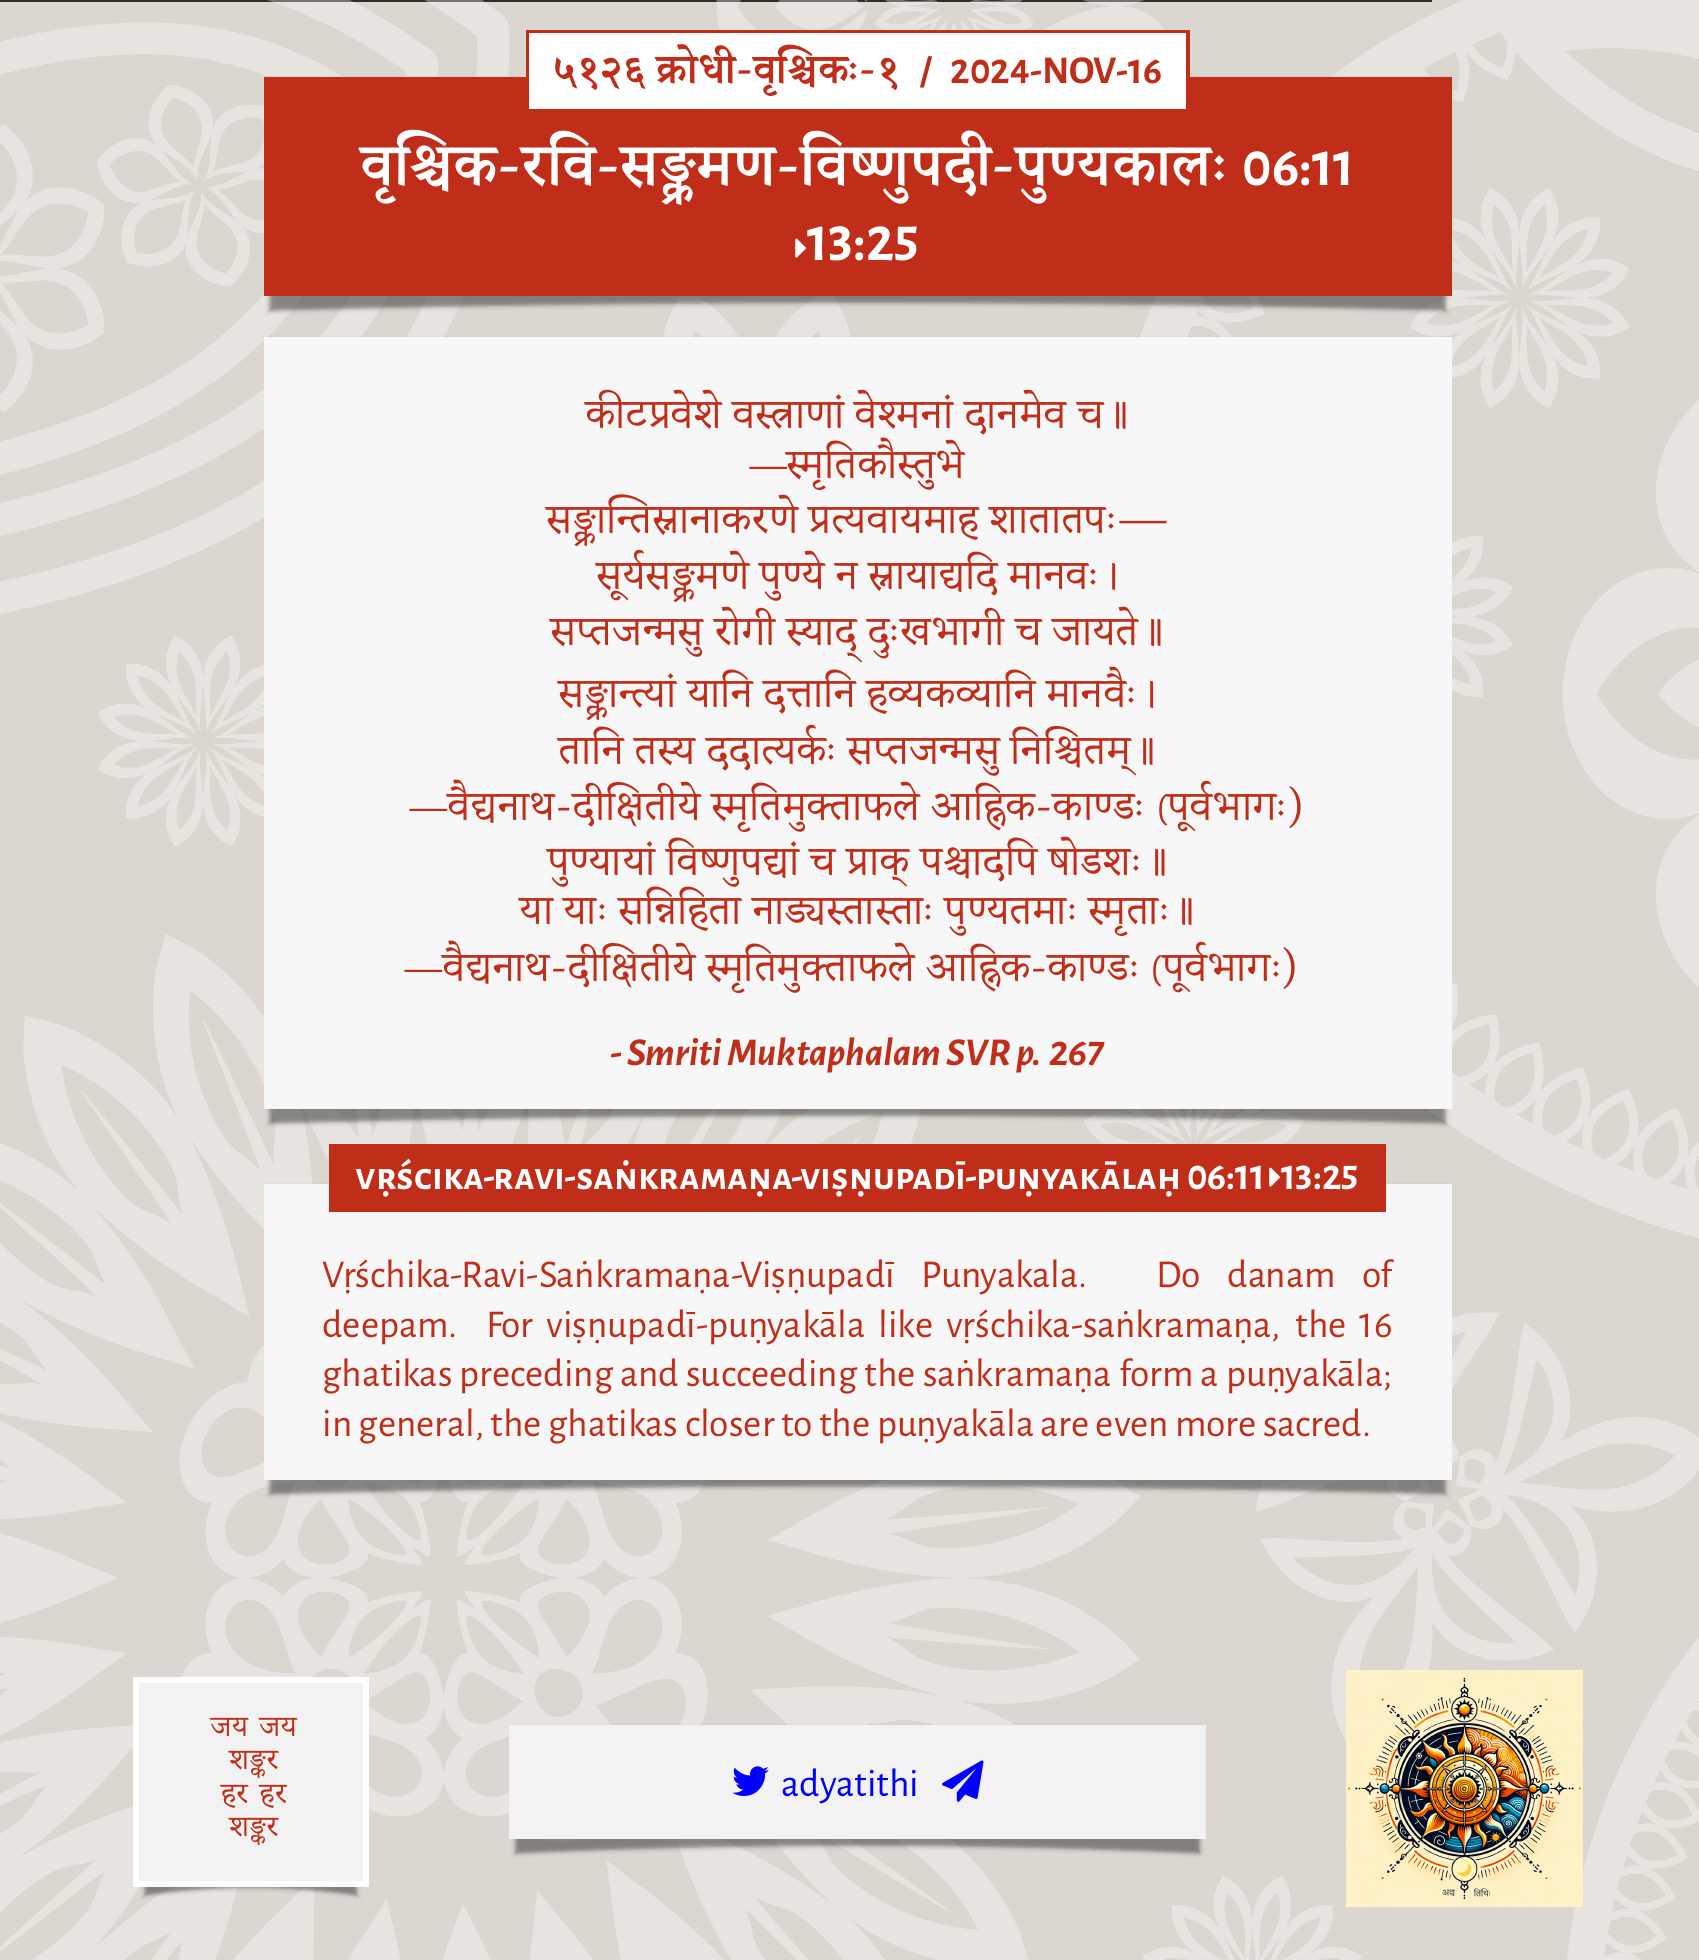 ५१२६ क्रोधी-वृश्चिकः-१ / 2024-NOV-16
वृश्चिक-रवि-सङ्क्रमण-विष्णुपदी-पुण्यकालः 06:11
▸13:25
कीटप्रवेशे वस्त्राणां वेश्मनां दानमेव च॥
—स्मृतिकौस्तुभे
सङ्क्रान्तिस्नानाकरणे प्रत्यवायमाह शातातपः—
सूर्यसङ्क्रमणे पुण्ये न स्नायाद्यदि मानवः।
सप्तजन्मसु रोगी स्याद् दुःखभागी च जायते॥
सङ्क्रान्त्यां यानि दत्तानि हव्यकव्यानि मानवैः।
तानि तस्य ददात्यर्कः सप्तजन्मसु निश्चितम्॥
—वैद्यनाथ-दीक्षितीये स्मृतिमुक्ताफले आह्निक-काण्डः (पूर्वभागः)
पुण्यायां विष्णुपद्यां च प्राक् पश्चादपि षोडशः॥
या याः सन्निहिता नाड्यस्तास्ताः पुण्यतमाः स्मृताः॥
—वैद्यनाथ-दीक्षितीये स्मृतिमुक्ताफले आह्निक-काण्डः (पूर्वभागः)
- Smriti Muktaphalam SVR p. 267
VṚŚCIKA-RAVI-SAṄKRAMAṆA-VIṢṆUPADĪ-PUṆYAKĀLAḤ 06:11▸13:25
Vṛśchika-Ravi-Saṅkramaṇa-Viṣṇupadī Punyakala. Do danam of
deepam. For viṣṇupadī-puṇyakāla like vṛśchika-saṅkramaṇa, the 16
ghatikas preceding and succeeding the saṅkramaṇa form a puṇyakāla;
in general, the ghatikas closer to the puṇyakāla are even more sacred.
जय जय
शङ्कर
हर हर
शङ्कर
adyatithi
अद्य तिथिः